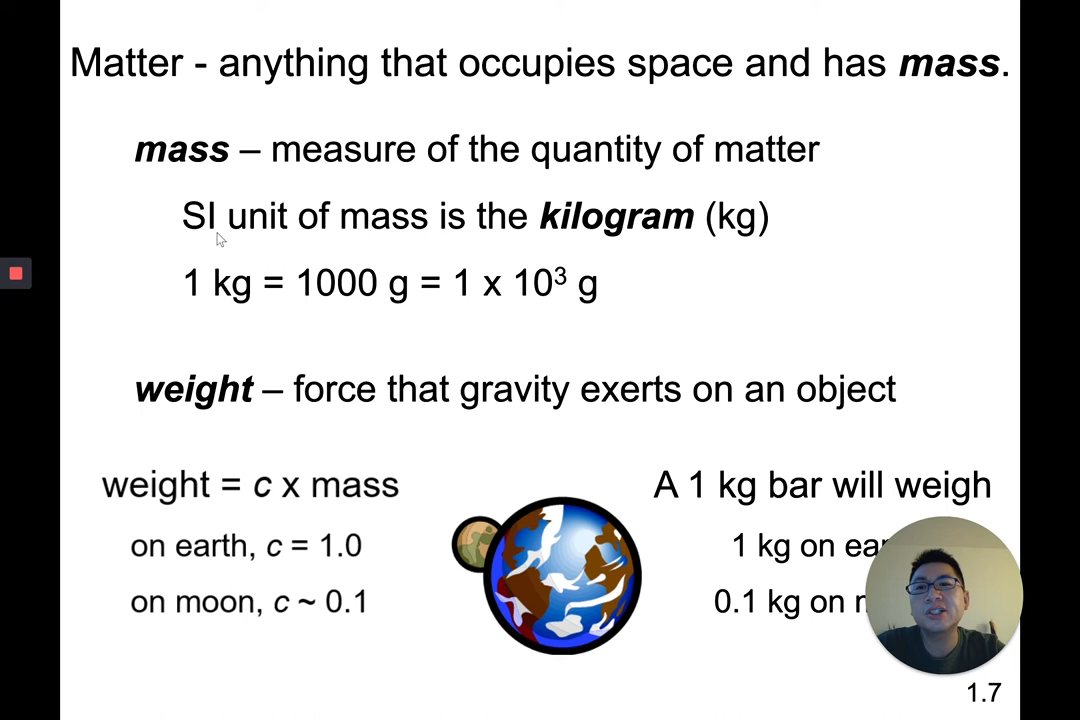 Matter - anything that occupies space and has mass.
mass – measure of the quantity of matter
SI unit of mass is the kilogram (kg)
1 kg = 1000 g = 1 x 10³ g
weight – force that gravity exerts on an object
weight = c x mass
on earth, c = 1.0
on moon, c ~ 0.1
A 1 kg bar will weigh
1 kg on
0.1 kg on
1.7